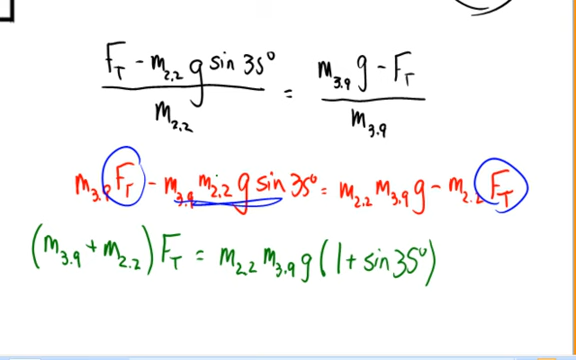 F_T - m_2.2 g sin 35° / m_2.2 = m_3.9 g - F_T / m_3.9
m_3.9 F_T - m_3.9 m_2.2 g sin 35° = m_2.2 m_3.9 g - m_2.2 F_T
(m_3.9 + m_2.2) F_T = m_2.2 m_3.9 g (1 + sin 35°)